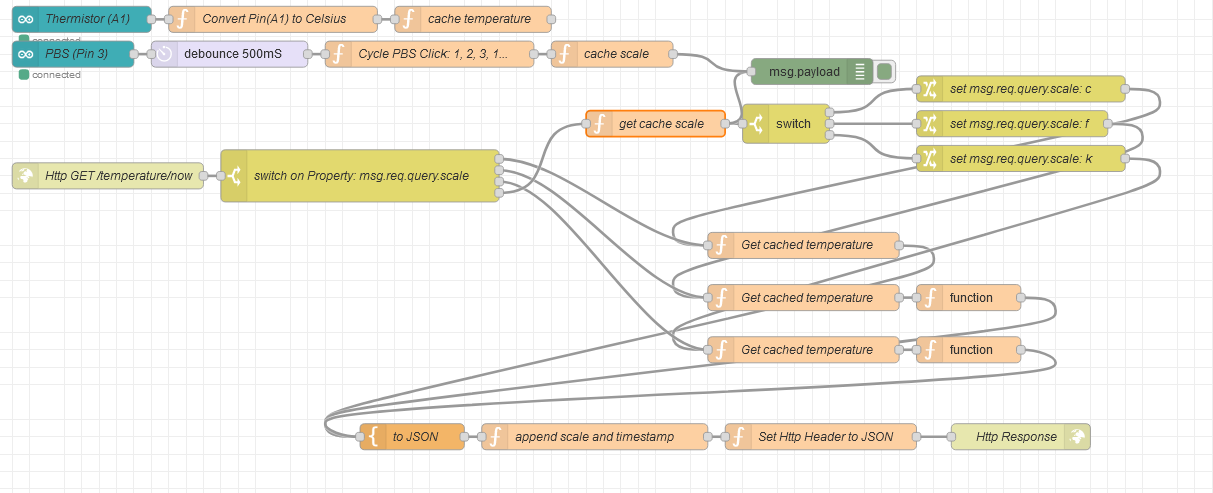 Thermistor (A1)
Convert Pin(A1) to Celsius
cache temperature
connected
PBS (Pin 3)
debounce 500mS
Cycle PBS Click: 1, 2, 3, 1...
cache scale
connected
msg.payload
set msg.req.query.scale: c
get cache scale
switch
set msg.req.query.scale: f
set msg.req.query.scale: k
Http GET /temperature/now
switch on Property: msg.req.query.scale
Get cached temperature
Get cached temperature
function
Get cached temperature
function
to JSON
append scale and timestamp
Set Http Header to JSON
Http Response